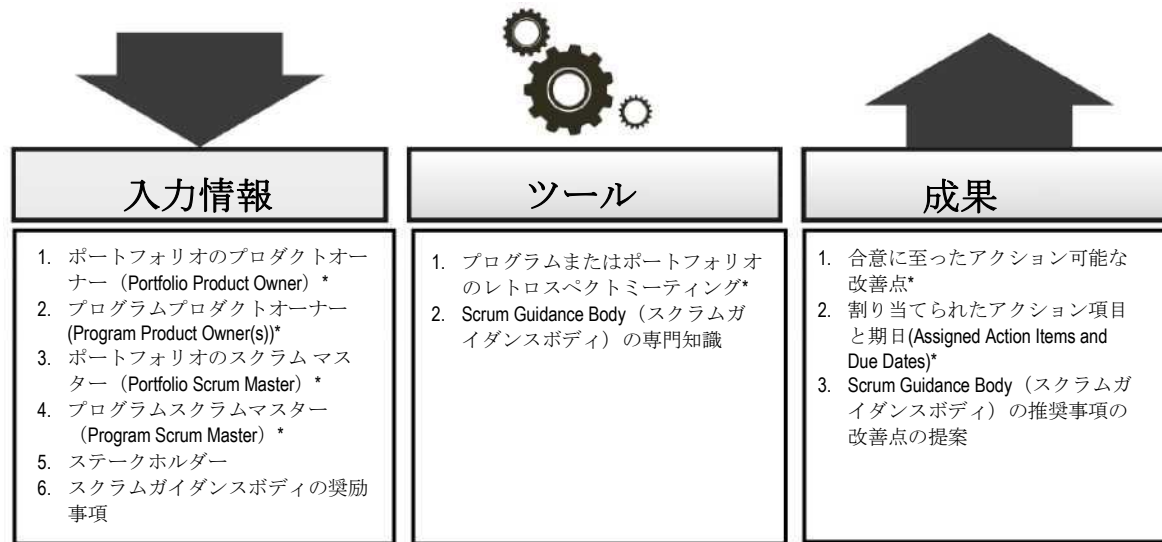 入力情報
1. ポートフォリオのプロダクトオー
ナー（Portfolio Product Owner）*
2. プログラムプロダクトオーナー
(Program Product Owner(s))*
3. ポートフォリオのスクラム マス
ター（Portfolio Scrum Master）*
4. プログラムスクラムマスター
（Program Scrum Master）*
5. ステークホルダー
6. スクラムガイダンスボディの奨励
事項
ツール
1. プログラムまたはポートフォリオ
のレトロスペクトミーティング*
2. Scrum Guidance Body（スクラムガ
イダンスボディ）の専門知識
成果
1. 合意に至ったアクション可能な
改善点*
2. 割り当てられたアクション項目
と期日(Assigned Action Items and
Due Dates)*
3. Scrum Guidance Body（スクラムガ
イダンスボディ）の推奨事項の
改善点の提案